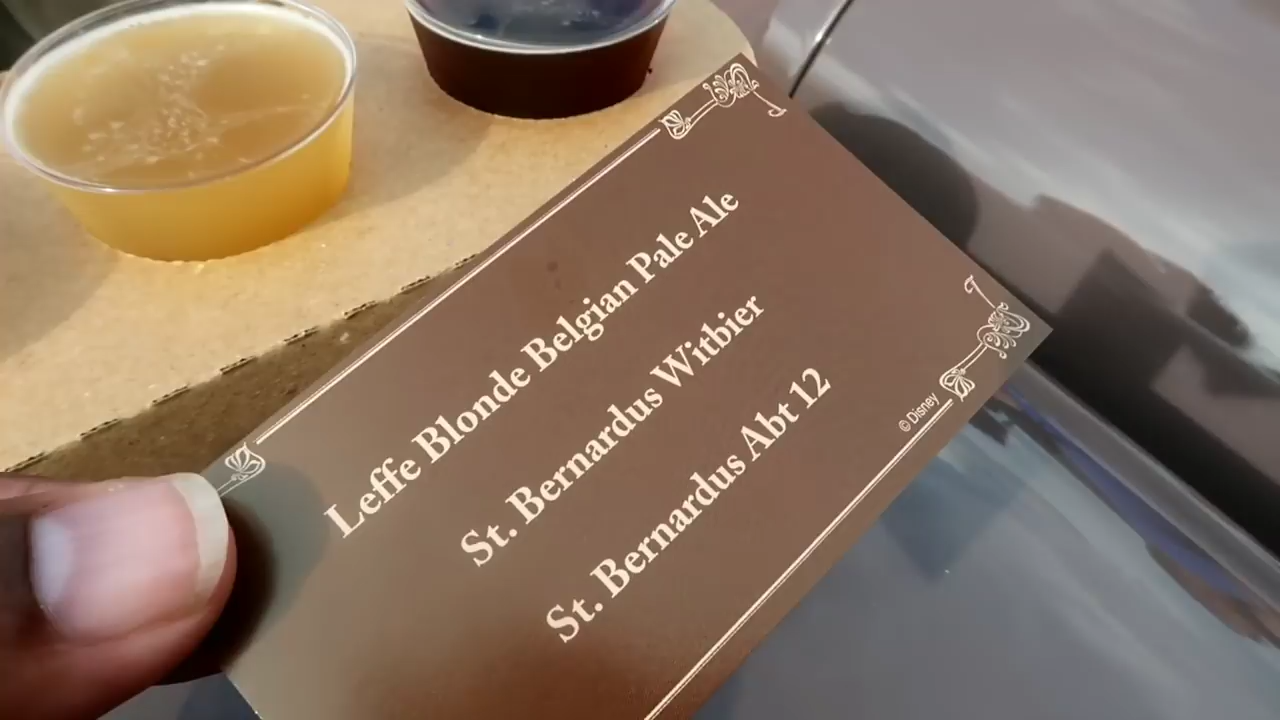 Leffe Blonde Belgian Pale Ale
St. Bernardus Witbier
St. Bernardus Abt 12
© Disney